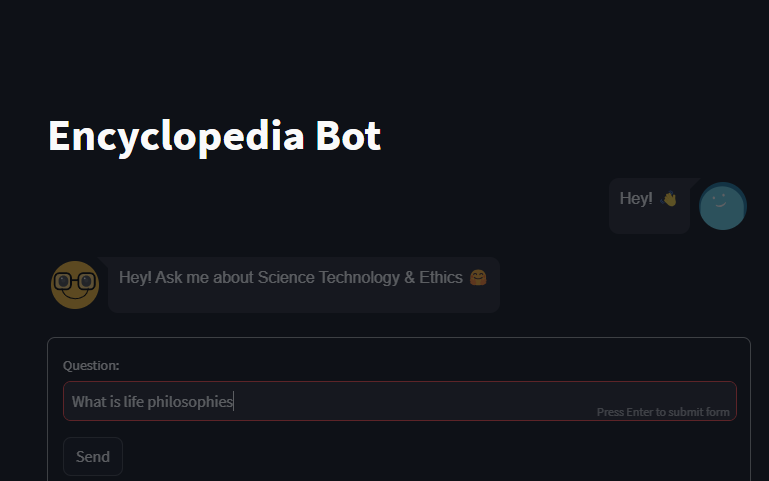 Encyclopedia Bot
Hey! 👋
Hey! Ask me about Science Technology & Ethics 🤗
Question:
What is life philosophies
Press Enter to submit form
Send